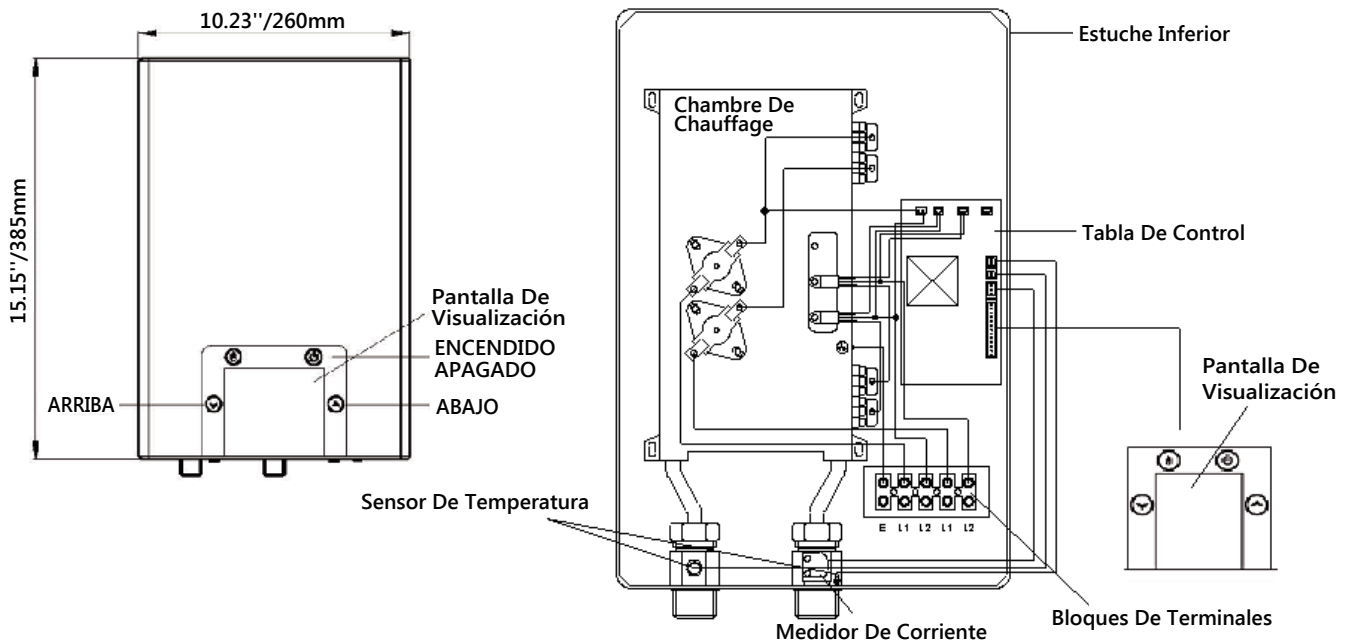 10.23''/260mm
15.15''/385mm
Pantalla De
Visualización
ENCENDIDO
APAGADO
ARRIBA
ABAJO
Estuche Inferior
Chambre De
Chauffage
Tabla De Control
Pantalla De
Visualización
Sensor De Temperatura
E L1 L2 L1 L2
Bloques De Terminales
Medidor De Corriente